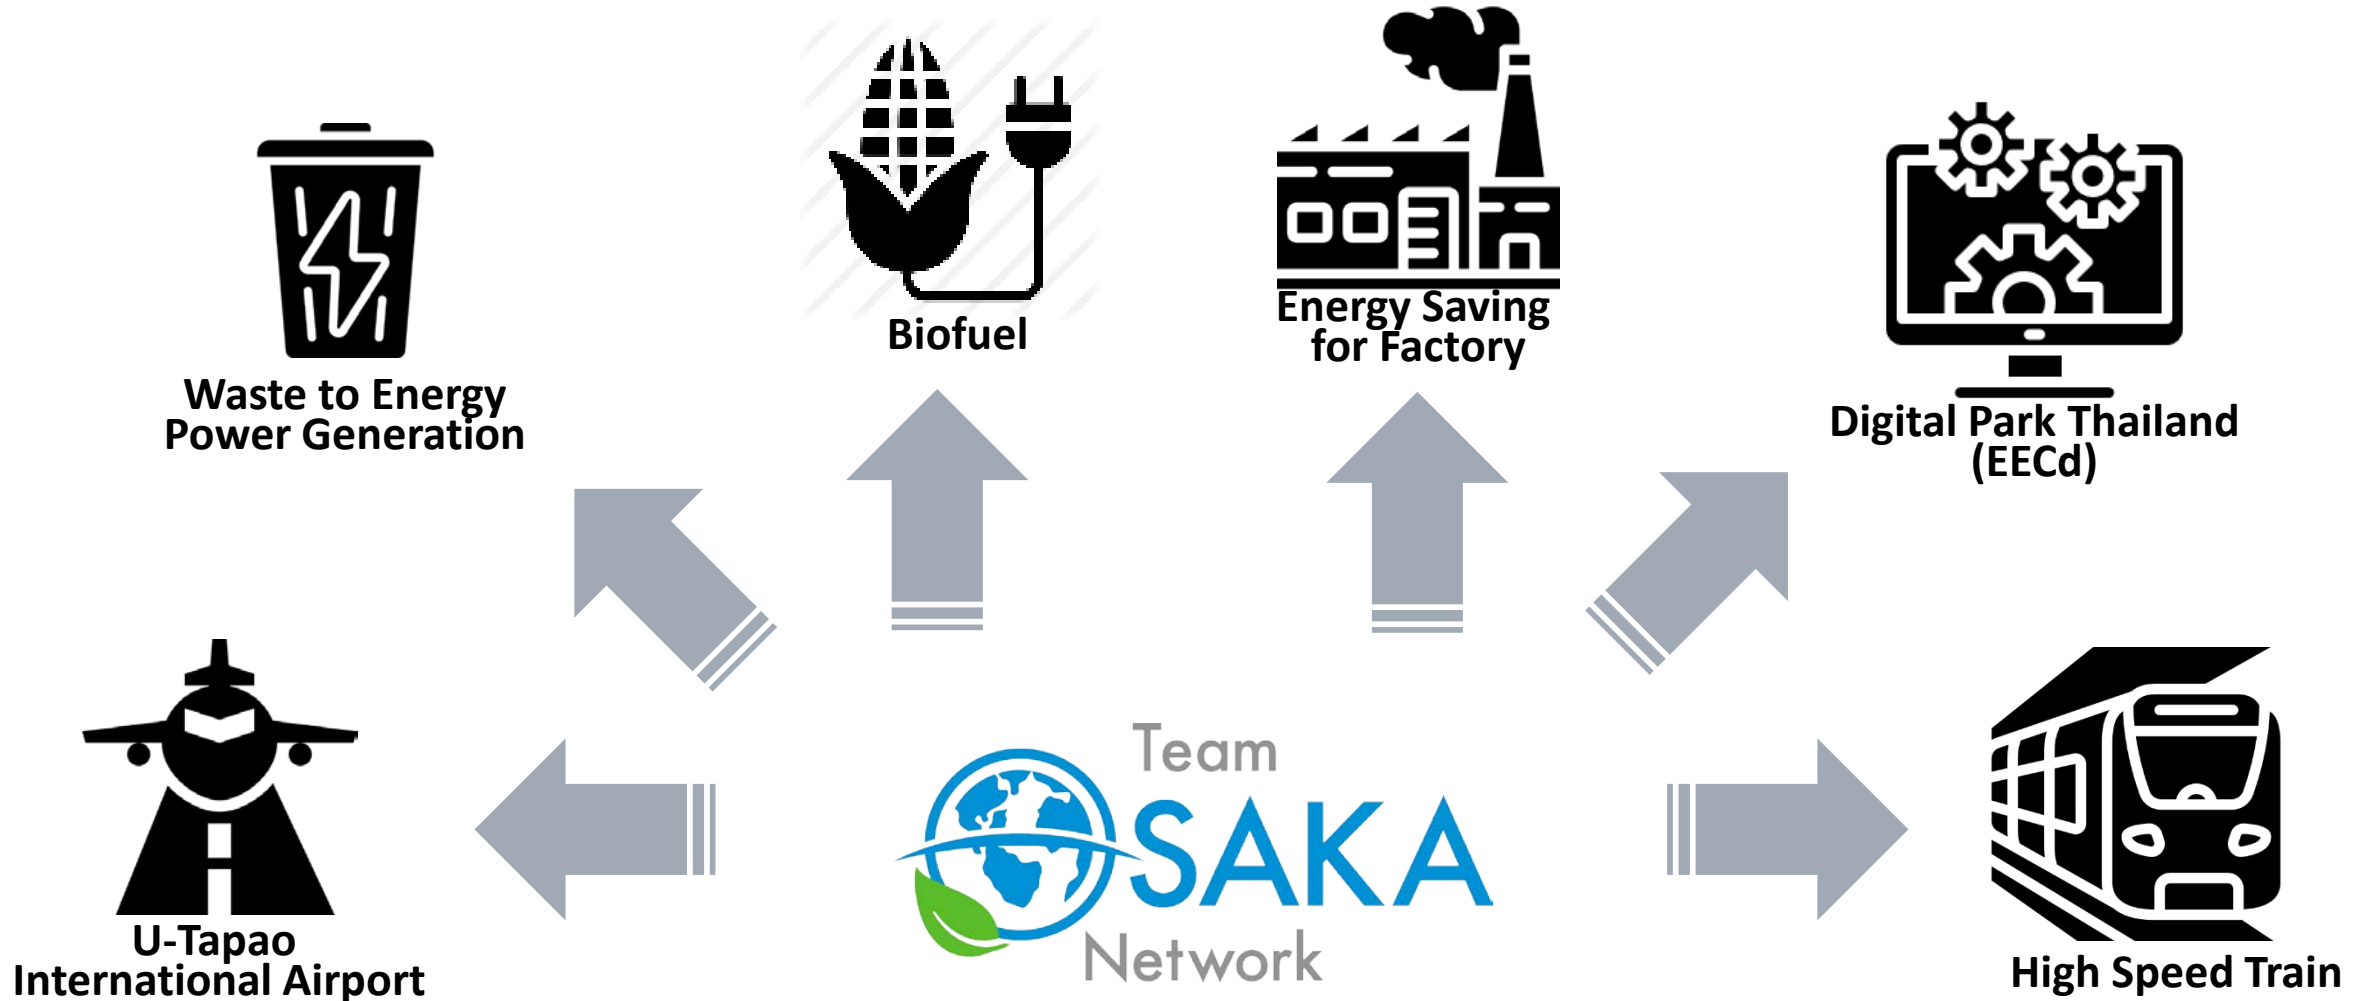 Biofuel
Energy Saving
for Factory
Waste to Energy
Power Generation
Digital Park Thailand
(EECd)
Team
OSAKA
Network
U-Tapao
International Airport
High Speed Train